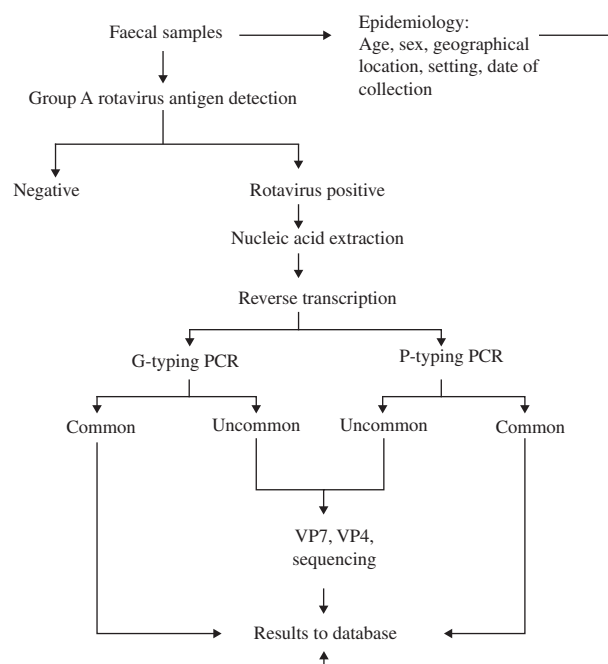 Faecal samples
Epidemiology:
Age, sex, geographical
location, setting, date of
collection
Group A rotavirus antigen detection
Negative
Rotavirus positive
Nucleic acid extraction
Reverse transcription
G-typing PCR
P-typing PCR
Common
Uncommon
Uncommon
Common
VP7, VP4,
sequencing
Results to database